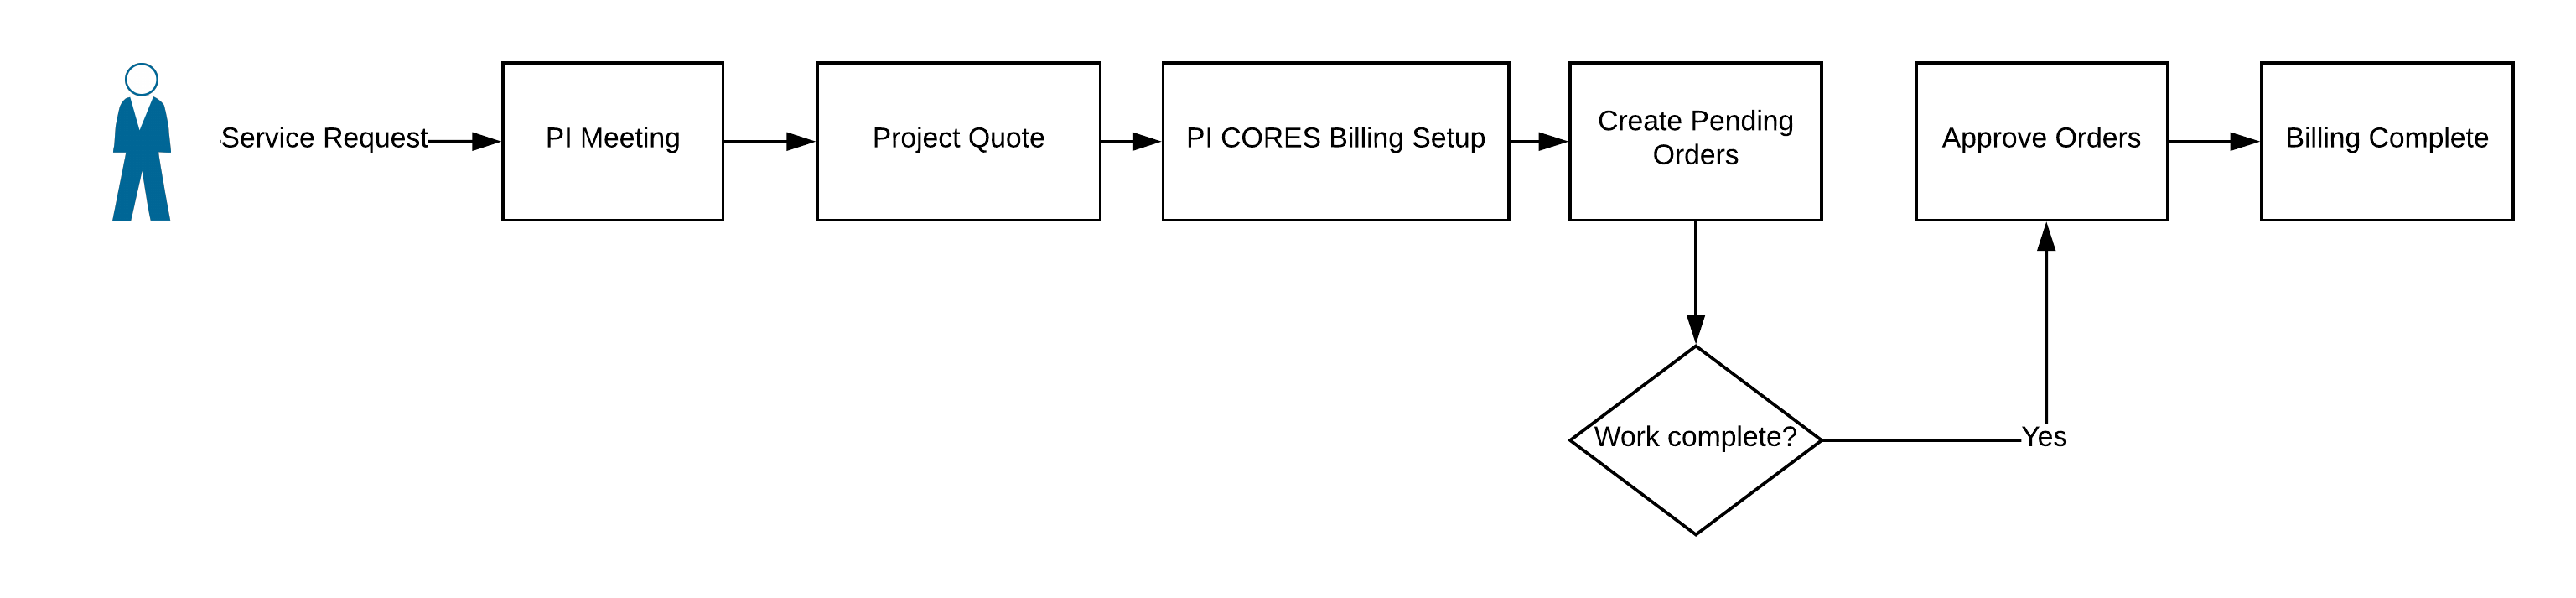 Service Request
PI Meeting
Project Quote
PI CORES Billing Setup
Create Pending
Orders
Work complete?
Yes
Approve Orders
Billing Complete